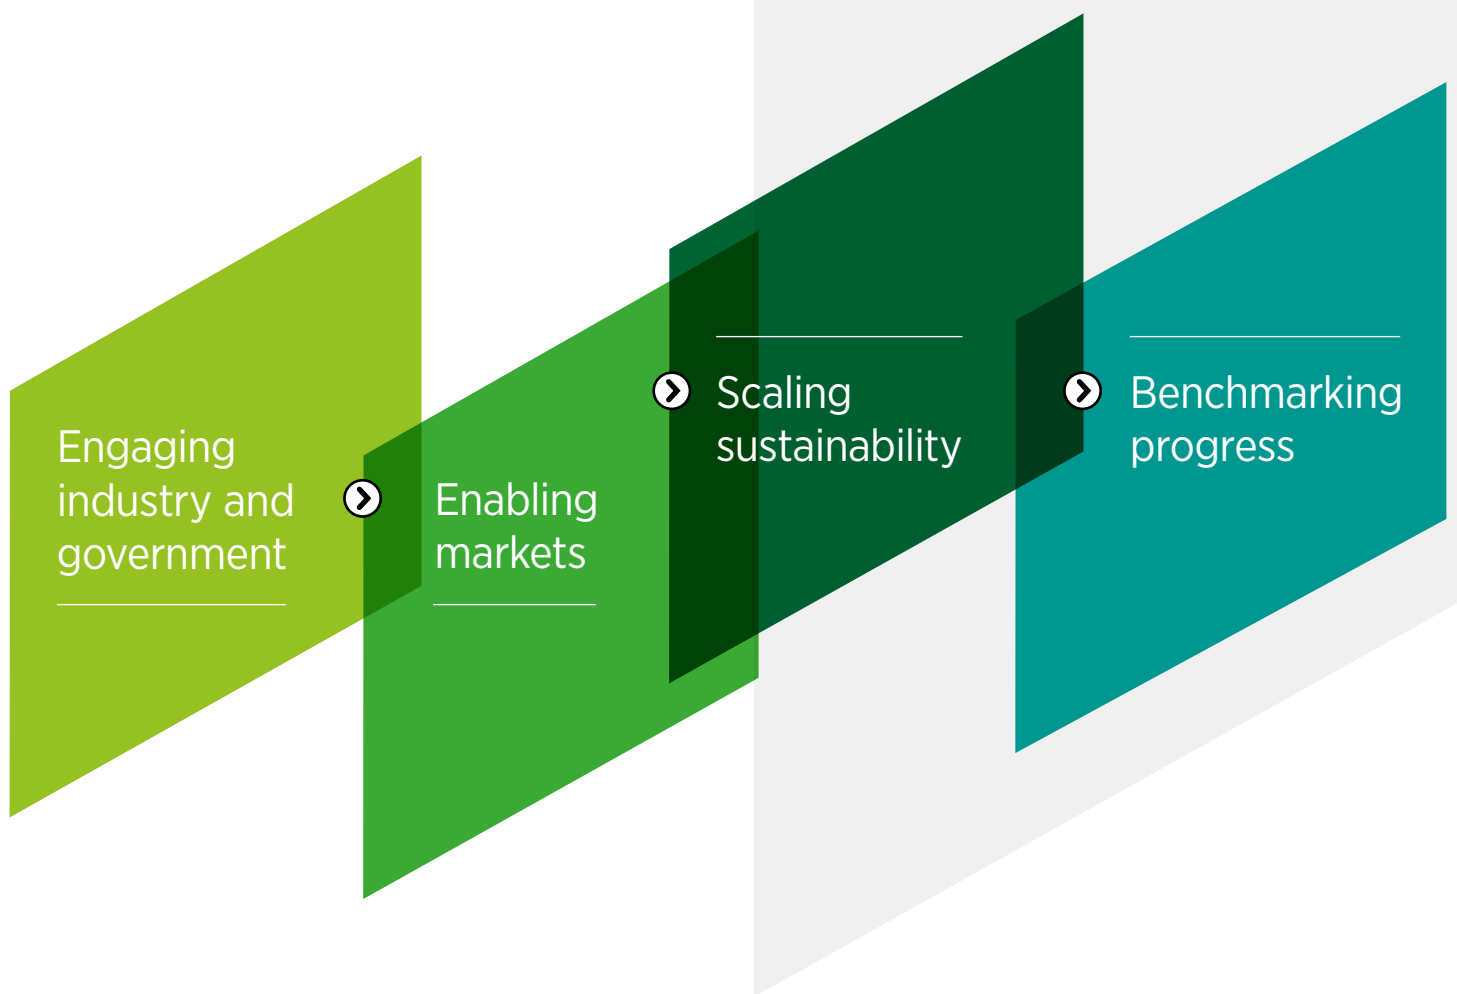 Engaging
industry and
government
Enabling
markets
Scaling
sustainability
Benchmarking
progress